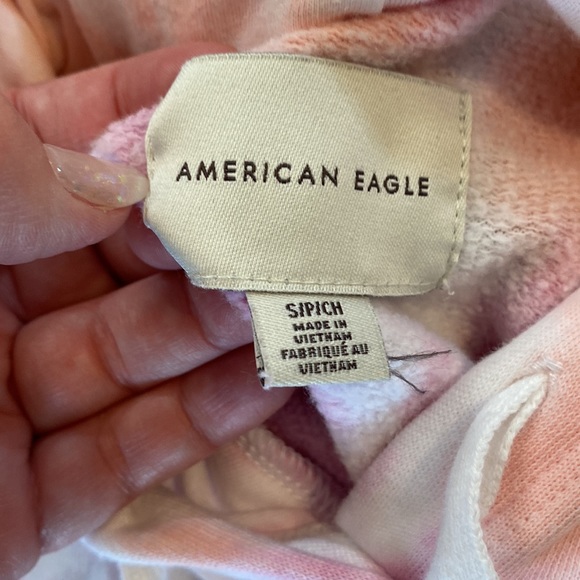 AMERICAN EAGLE
S|P|CH
MADE IN
VIETNAM
FABRIQUÉ AU
VIETNAM